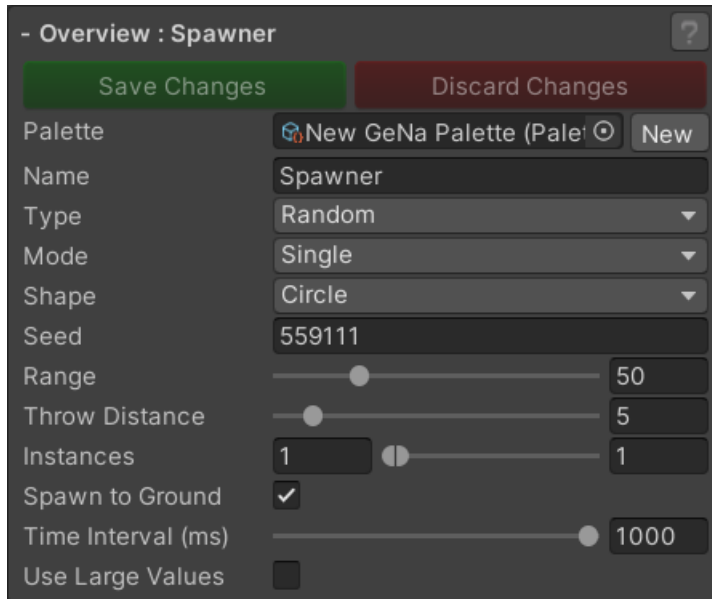 - Overview : Spawner ?
Save Changes Discard Changes
Palette New GeNa Palette (Palet New
Name Spawner
Type Random
Mode Single
Shape Circle
Seed 559111
Range 50
Throw Distance 5
Instances 1 1
Spawn to Ground
Time Interval (ms) 1000
Use Large Values